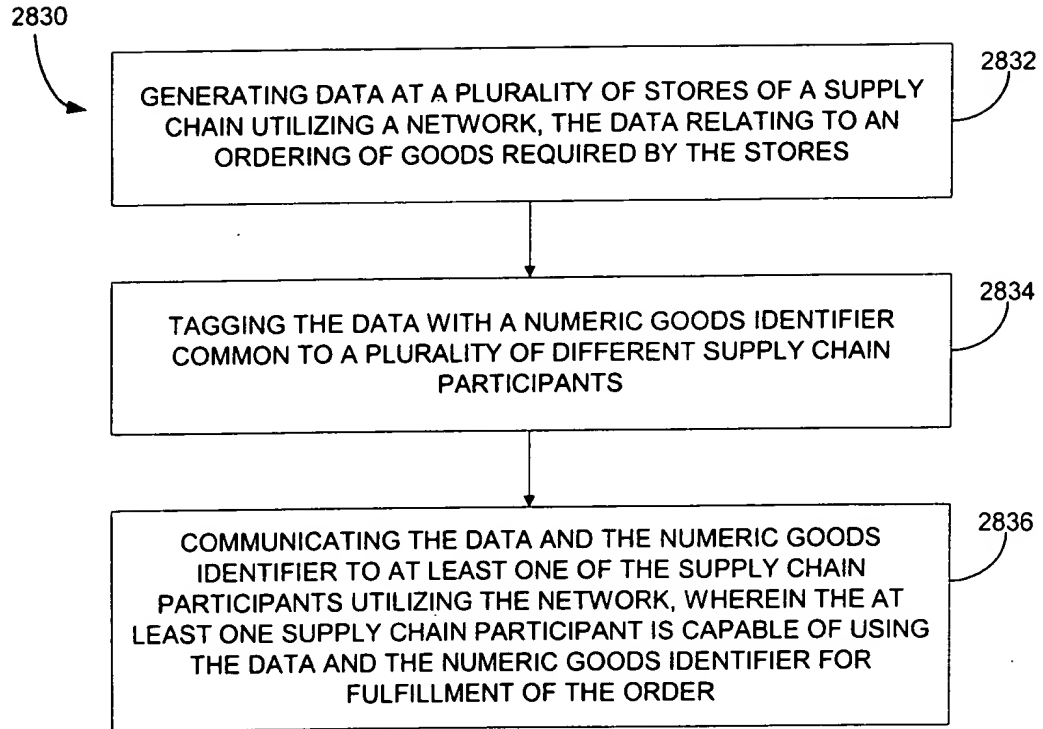 2830
2832
GENERATING DATA AT A PLURALITY OF STORES OF A SUPPLY
CHAIN UTILIZING A NETWORK, THE DATA RELATING TO AN
ORDERING OF GOODS REQUIRED BY THE STORES
2834
TAGGING THE DATA WITH A NUMERIC GOODS IDENTIFIER
COMMON TO A PLURALITY OF DIFFERENT SUPPLY CHAIN
PARTICIPANTS
2836
COMMUNICATING THE DATA AND THE NUMERIC GOODS
IDENTIFIER TO AT LEAST ONE OF THE SUPPLY CHAIN
PARTICIPANTS UTILIZING THE NETWORK, WHEREIN THE AT
LEAST ONE SUPPLY CHAIN PARTICIPANT IS CAPABLE OF USING
THE DATA AND THE NUMERIC GOODS IDENTIFIER FOR
FULFILLMENT OF THE ORDER